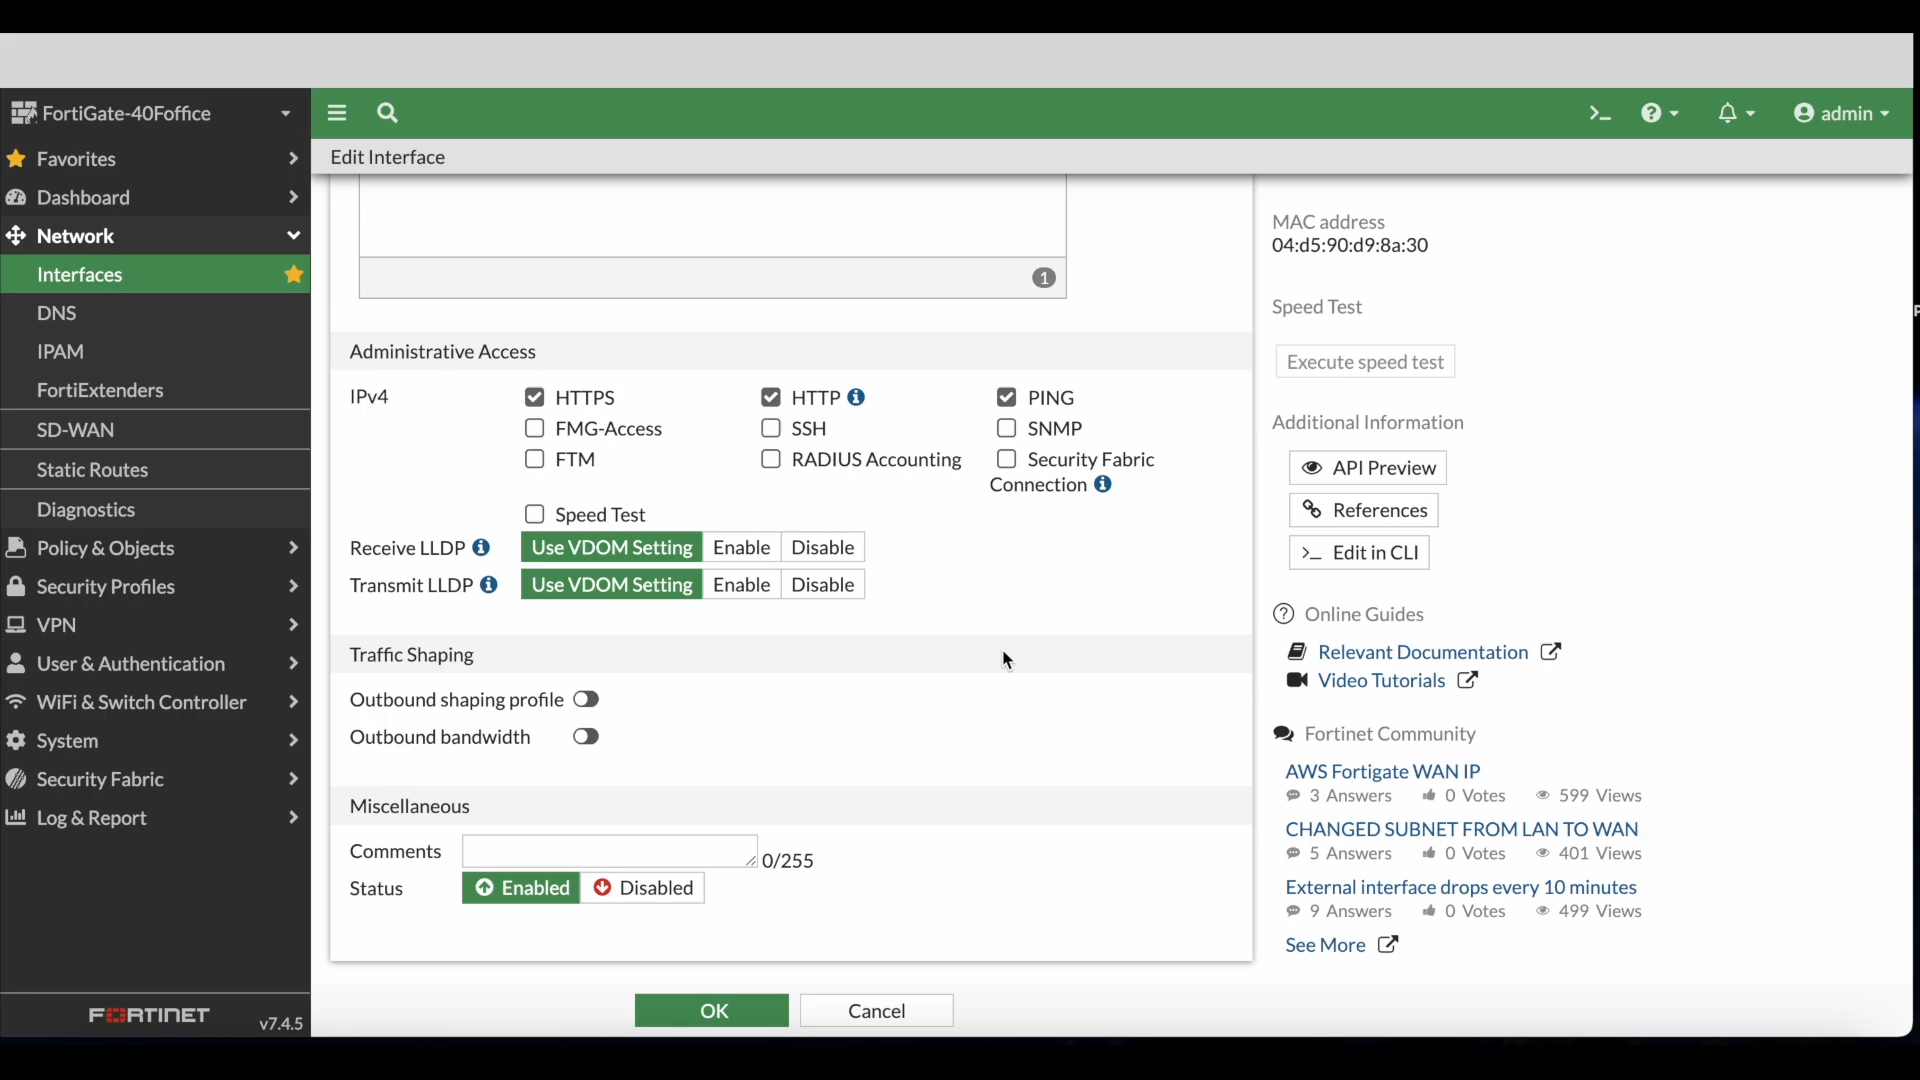 FortiGate-40Foffice
admin
Edit Interface
Favorites
Dashboard
Network
Interfaces
DNS
IPAM
FortiExtenders
SD-WAN
Static Routes
Diagnostics
Policy & Objects
Security Profiles
VPN
User & Authentication
WiFi & Switch Controller
System
Security Fabric
Log & Report
FORTINET
v7.4.5
1
Administrative Access
IPv4
HTTPS
HTTP
PING
FMG-Access
SSH
SNMP
FTM
RADIUS Accounting
Security Fabric
Connection
Speed Test
Receive LLDP
Use VDOM Setting
Enable
Disable
Transmit LLDP
Use VDOM Setting
Enable
Disable
Traffic Shaping
Outbound shaping profile
Outbound bandwidth
Miscellaneous
Comments
0/255
Status
Enabled
Disabled
OK
Cancel
MAC address
04:d5:90:d9:8a:30
Speed Test
Execute speed test
Additional Information
API Preview
References
>_ Edit in CLI
Online Guides
Relevant Documentation
Video Tutorials
Fortinet Community
AWS Fortigate WAN IP
3 Answers 0 Votes 599 Views
CHANGED SUBNET FROM LAN TO WAN
5 Answers 0 Votes 401 Views
External interface drops every 10 minutes
9 Answers 0 Votes 499 Views
See More